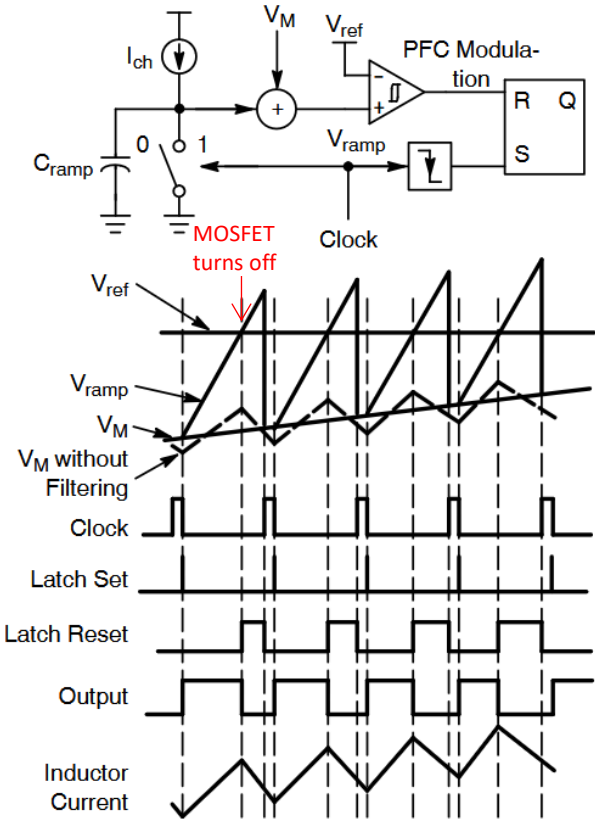 V_M
V_ref
PFC Modula-
tion
I_ch
+
−
+
R Q
S
0 1
C_ramp
V_ramp
Clock
MOSFET
turns off
V_ref
V_ramp
V_M
V_M without
Filtering
Clock
Latch Set
Latch Reset
Output
Inductor
Current